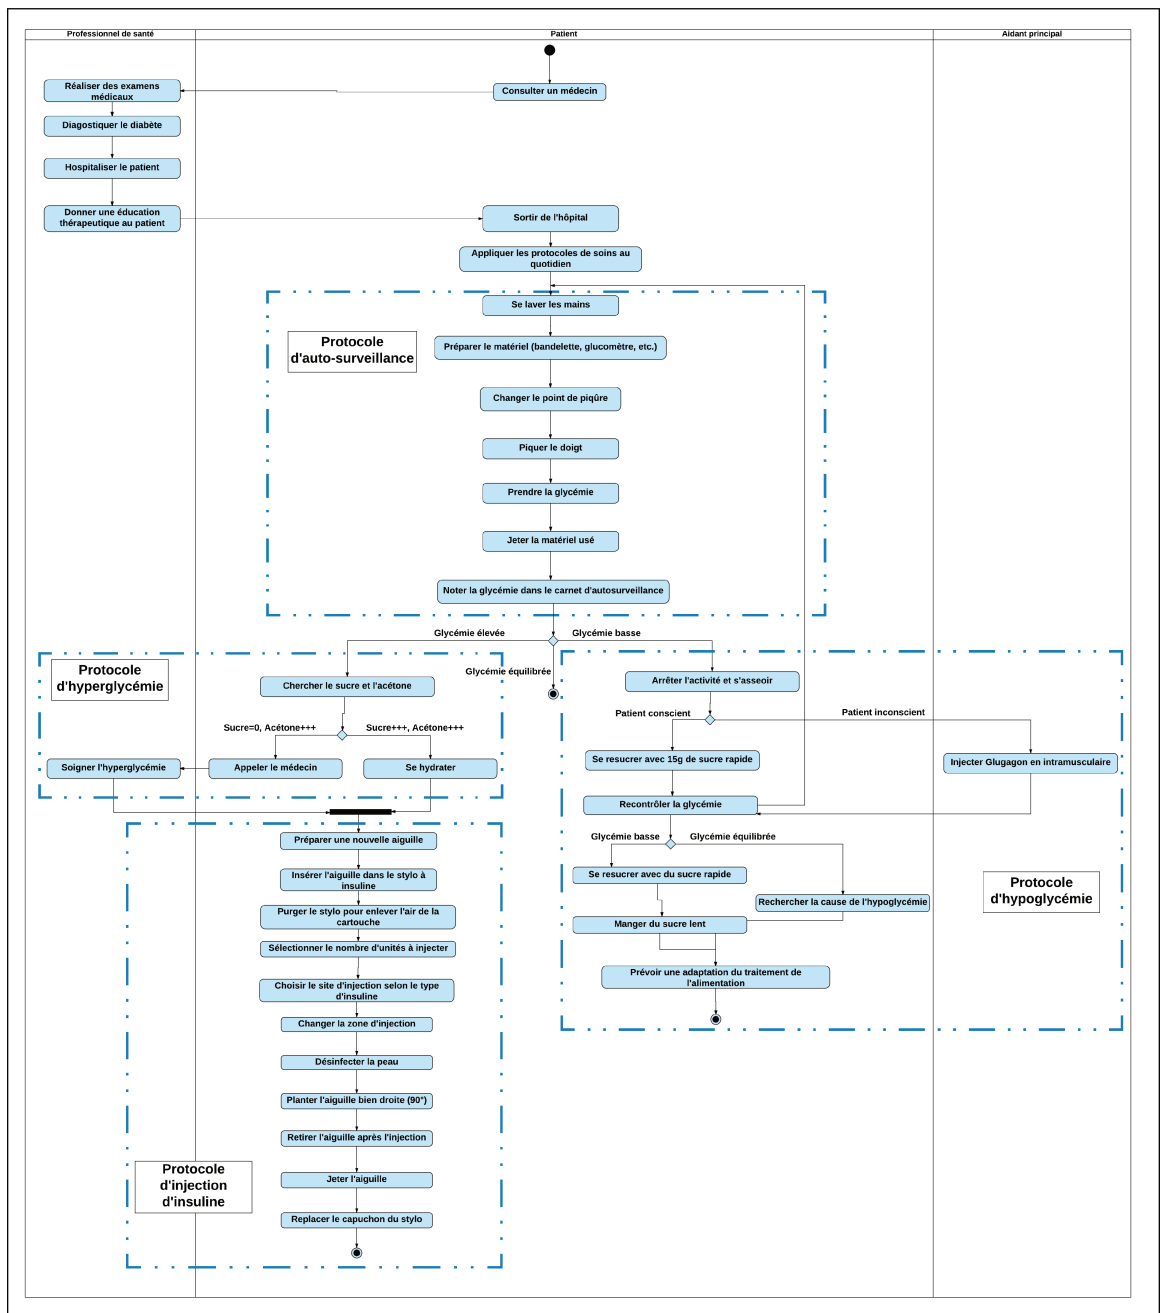 Professionnel de santé
Patient
Aidant principal
Consulter un médecin
Réaliser des examens
médicaux
Diagostiquer le diabète
Hospitaliser le patient
Donner une éducation
thérapeutique au patient
Sortir de l'hôpital
Appliquer les protocoles de soins au
quotidien
Se laver les mains
Protocole
d'auto-surveillance
Préparer le matériel (bandelette, glucomètre, etc.)
Changer le point de piqûre
Piquer le doigt
Prendre la glycémie
Jeter la matériel usé
Noter la glycémie dans le carnet d'autosurveillance
Glycémie élevée
Glycémie basse
Glycémie équilibrée
Protocole
d'hyperglycémie
Chercher le sucre et l'acétone
Sucre=0, Acétone+++
Sucre+++, Acétone+++
Soigner l'hyperglycémie
Appeler le médecin
Se hydrater
Arrêter l'activité et s'asseoir
Patient conscient
Patient inconscient
Se resucrer avec 15g de sucre rapide
Injecter Glugagon en intramusculaire
Recontrôler la glycémie
Glycémie basse
Glycémie équilibrée
Se resucrer avec du sucre rapide
Rechercher la cause de l'hypoglycémie
Manger du sucre lent
Prévoir une adaptation du traitement de
l'alimentation
Protocole
d'hypoglycémie
Préparer une nouvelle aiguille
Insérer l'aiguille dans le stylo à
insuline
Purger le stylo pour enlever l'air de la
cartouche
Sélectionner le nombre d'unités à injecter
Choisir le site d'injection selon le type
d'insuline
Changer la zone d'injection
Désinfecter la peau
Planter l'aiguille bien droite (90°)
Retirer l'aiguille après l'injection
Jeter l'aiguille
Replacer le capuchon du stylo
Protocole
d'injection
d'insuline